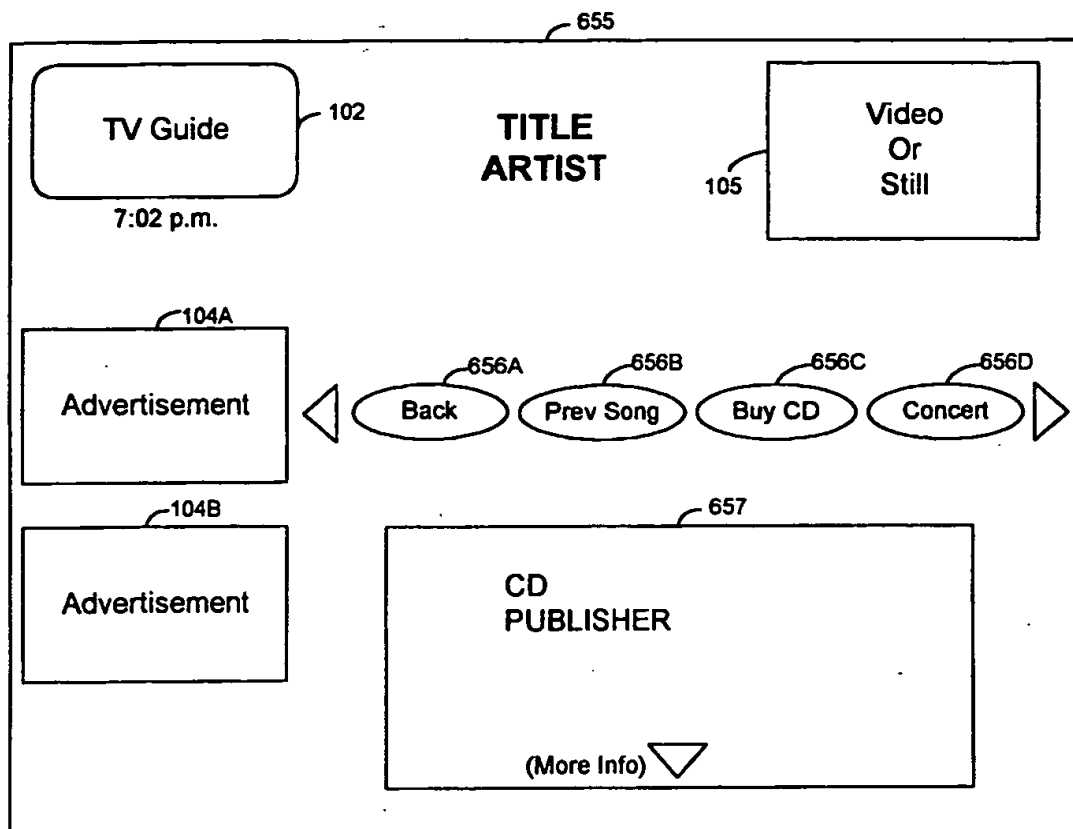 655
TV Guide
102
7:02 p.m.
TITLE
ARTIST
Video
Or
Still
105
104A
Advertisement
656A
656B
656C
656D
Back
Prev Song
Buy CD
Concert
104B
Advertisement
657
CD
PUBLISHER
(More Info)